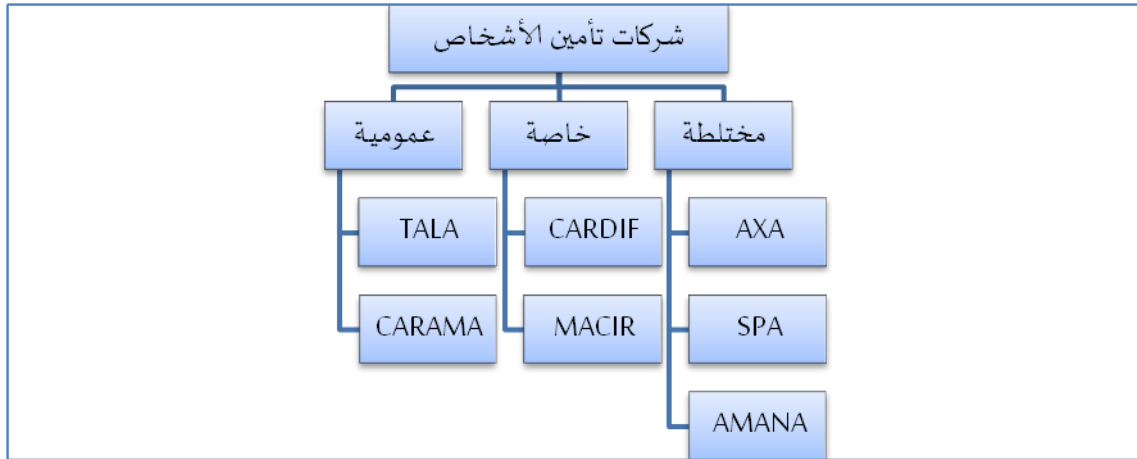 شركات تأمين الأشخاص
مختلطة
خاصة
عمومية
AXA
CARDIF
TALA
SPA
MACIR
CARAMA
AMANA